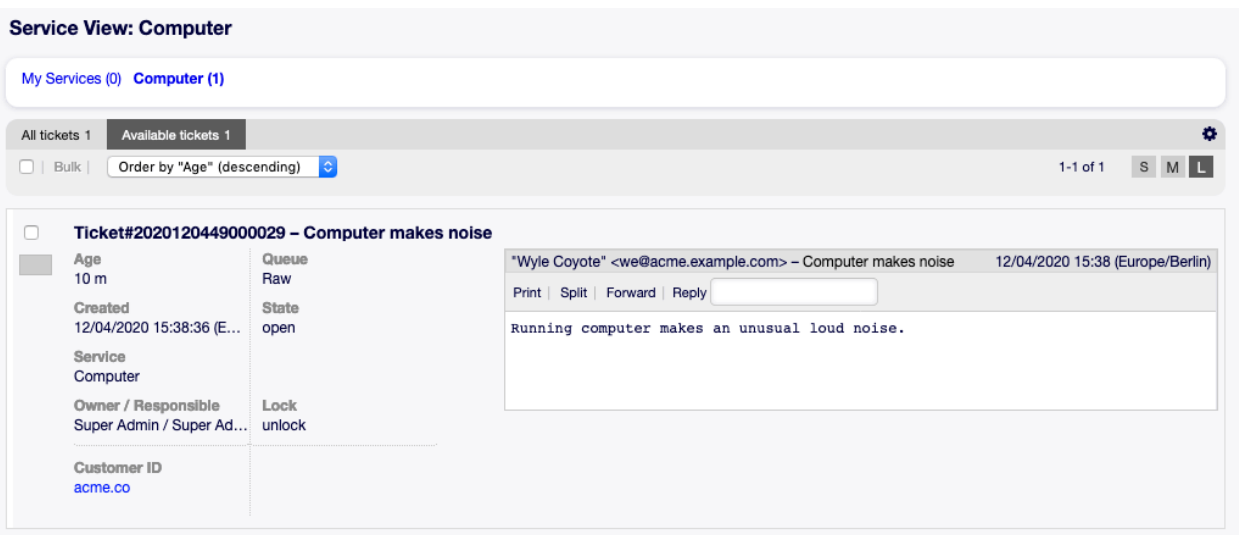 Service View: Computer
My Services (0) Computer (1)
All tickets 1 Available tickets 1
Bulk Order by "Age" (descending) 1-1 of 1 S M L
Ticket#2020120449000029 – Computer makes noise
Age Queue
10 m Raw
Created State
12/04/2020 15:38:36 (E... open
Service
Computer
Owner / Responsible Lock
Super Admin / Super Ad... unlock
Customer ID
acme.co
"Wyle Coyote" <we@acme.example.com> – Computer makes noise 12/04/2020 15:38 (Europe/Berlin)
Print | Split | Forward | Reply
Running computer makes an unusual loud noise.